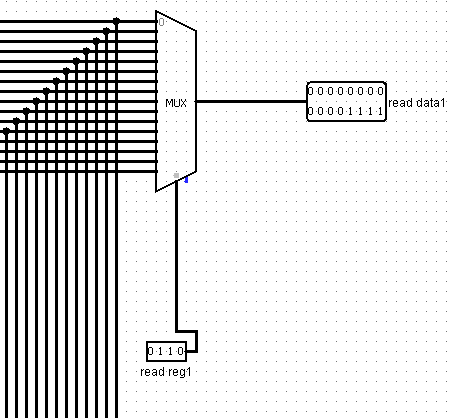 0
MUX
0 0 0 0 0 0 0 0
0 0 0 0 1 1 1 1
read data1
0 1 1 0
read reg1